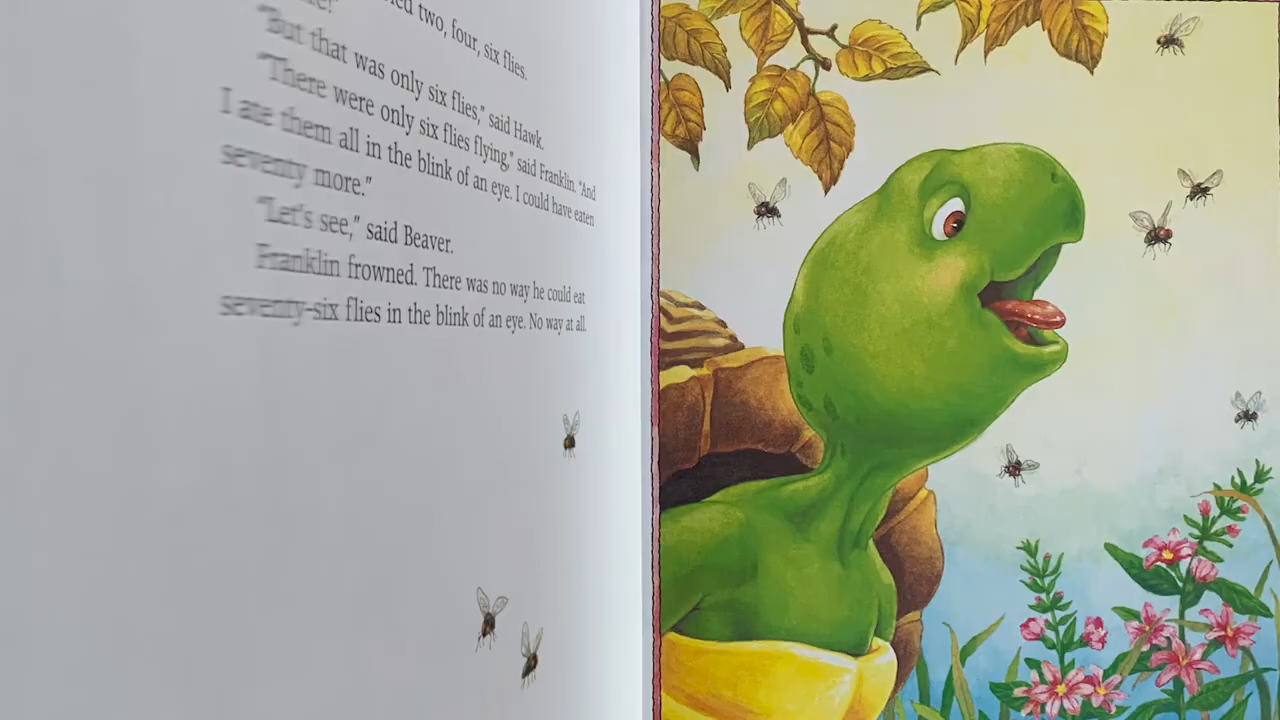 two, four, six flies.
"But that was only six flies," said Hawk.
"There were only six flies flying," said Franklin. "And
I ate them all in the blink of an eye. I could have eaten
seventy more."
"Let's see," said Beaver.
Franklin frowned. There was no way he could eat
seventy-six flies in the blink of an eye. No way at all.